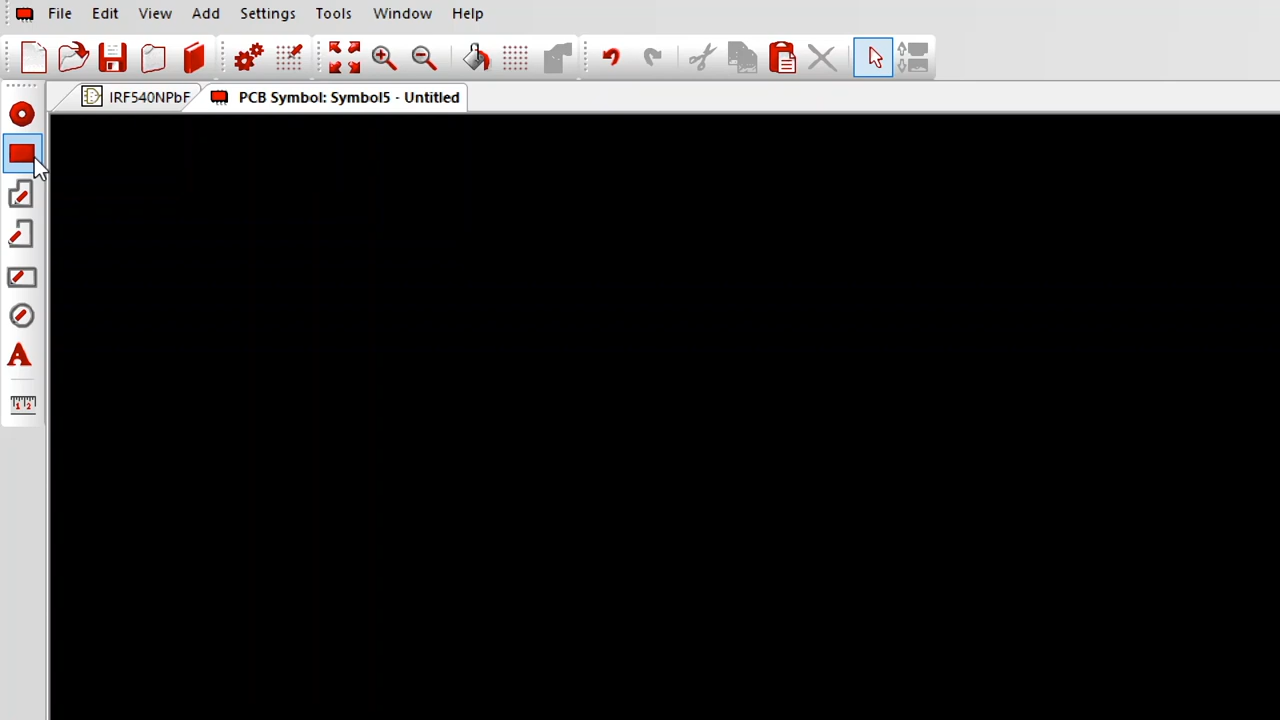 File Edit View Add Settings Tools Window Help
IRF540NPbF PCB Symbol: Symbol5 - Untitled